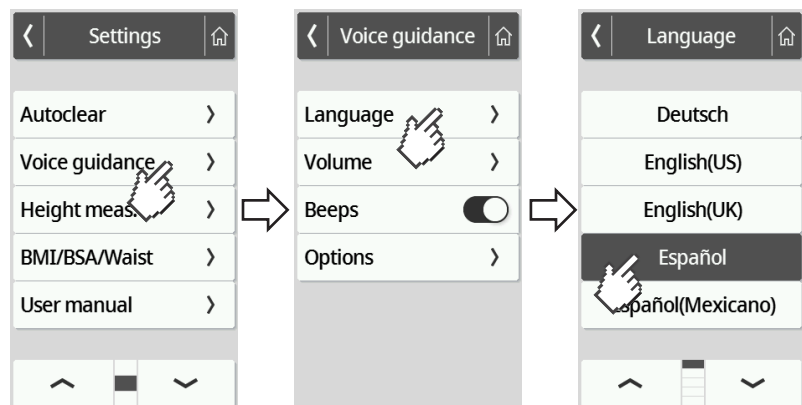 Settings
Autoclear
Voice guidance
Height meas.
BMI/BSA/Waist
User manual
Voice guidance
Language
Volume
Beeps
Options
Language
Deutsch
English(US)
English(UK)
Español
spañol(Mexicano)